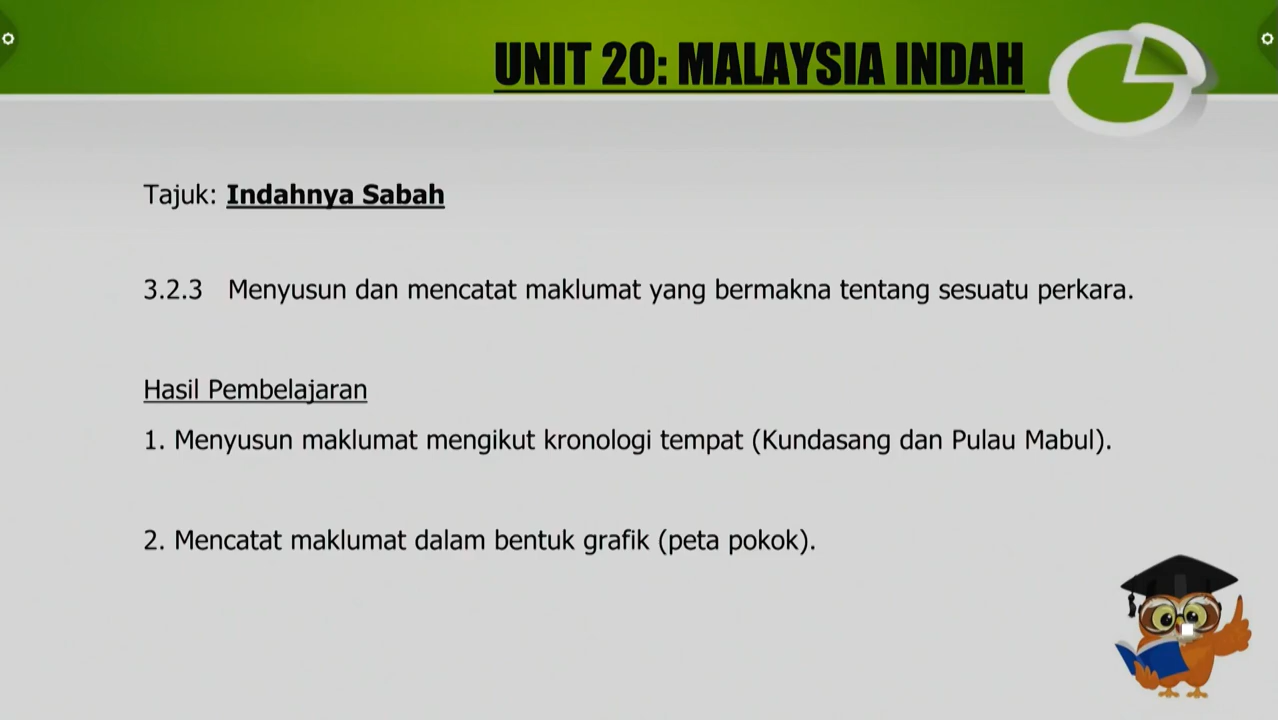 UNIT 20: MALAYSIA INDAH
Tajuk: Indahnya Sabah
3.2.3 Menyusun dan mencatat maklumat yang bermakna tentang sesuatu perkara.
Hasil Pembelajaran
1. Menyusun maklumat mengikut kronologi tempat (Kundasang dan Pulau Mabul).
2. Mencatat maklumat dalam bentuk grafik (peta pokok).